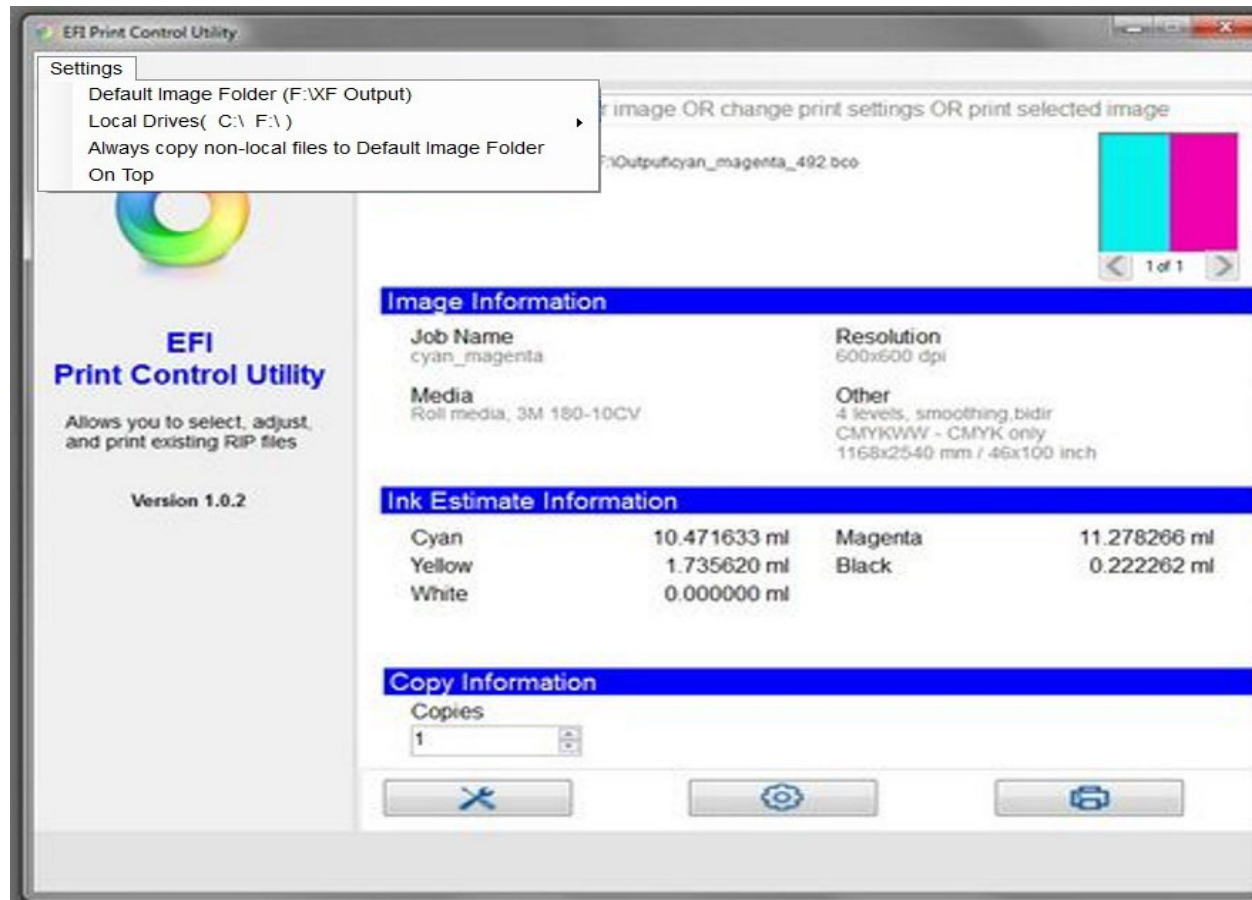 EFI Print Control Utility
Settings
Default Image Folder (F:\XF Output)
Local Drives( C:\ F:\ )
Always copy non-local files to Default Image Folder
On Top
image OR change print settings OR print selected image
F:\Output\cyan_magenta_492.bco
1 of 1
EFI
Print Control Utility
Allows you to select, adjust,
and print existing RIP files
Version 1.0.2
Image Information
Job Name
cyan_magenta
Resolution
600x600 dpi
Media
Roll media, 3M 180-10CV
Other
4 levels, smoothing,bidir
CMYKWW - CMYK only
1168x2540 mm / 46x100 inch
Ink Estimate Information
Cyan 10.471633 ml Magenta 11.278266 ml
Yellow 1.735620 ml Black 0.222262 ml
White 0.000000 ml
Copy Information
Copies
1